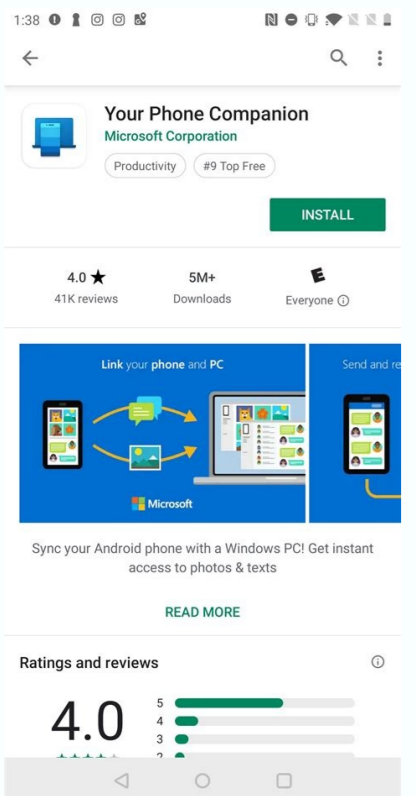 1:38
Your Phone Companion
Microsoft Corporation
Productivity
#9 Top Free
INSTALL
4.0 ★
41K reviews
5M+
Downloads
E
Everyone
Link your phone and PC
Microsoft
Send and re
Sync your Android phone with a Windows PC! Get instant
access to photos & texts
READ MORE
Ratings and reviews
4.0
5
4
3
2